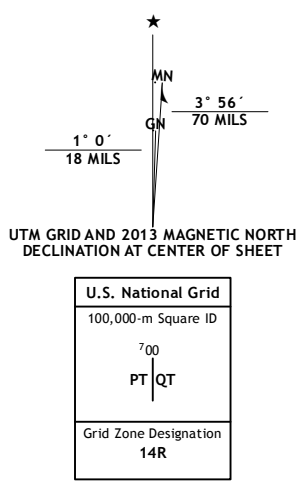 ★
MN
3° 56´
GN
70 MILS
1° 0´
18 MILS
UTM GRID AND 2013 MAGNETIC NORTH
DECLINATION AT CENTER OF SHEET
U.S. National Grid
100,000-m Square ID
⁷00
PT QT
Grid Zone Designation
14R